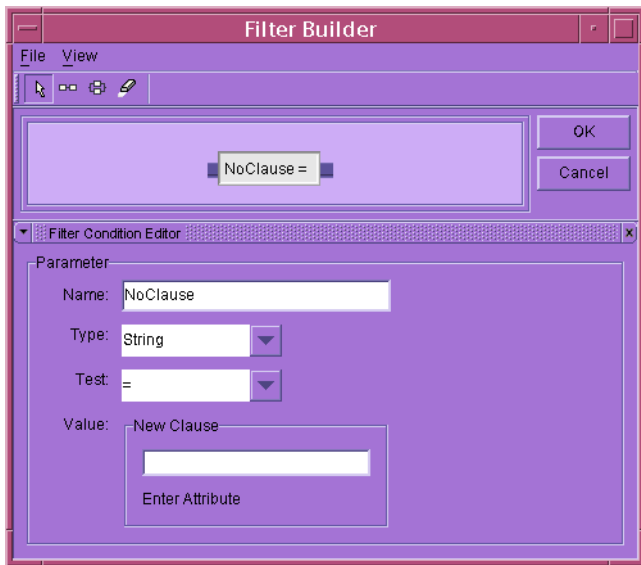 Filter Builder
File View
OK
NoClause =
Cancel
Filter Condition Editor
Parameter
Name: NoClause
Type: String
Test: =
Value: New Clause
Enter Attribute